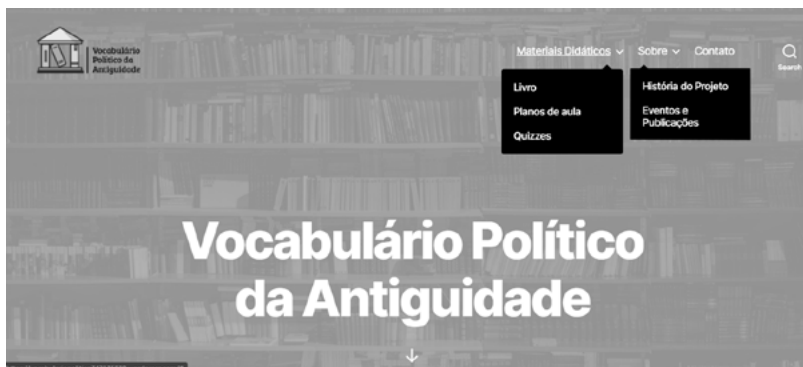 Vocabulário
Político da
Antiguidade
Materiais Didáticos
Sobre
Contato
Search
Livro
Planos de aula
Quizzes
História do Projeto
Eventos e
Publicações
Vocabulário Político
da Antiguidade